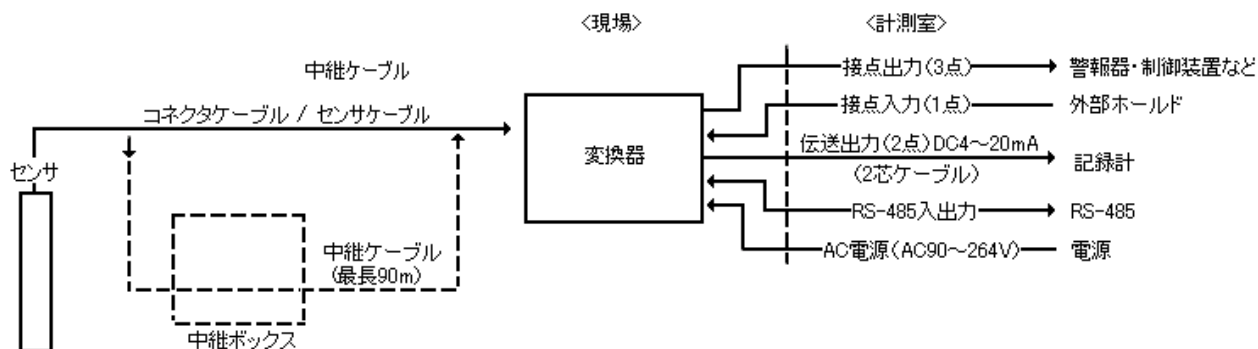 〈現場〉
〈計測室〉
中継ケーブル
コネクタケーブル / センサケーブル
センサ
中継ケーブル
(最長90m)
中継ボックス
変換器
接点出力(3点)
警報器・制御装置など
接点入力(1点)
外部ホールド
伝送出力(2点)DC4～20mA
(2芯ケーブル)
記録計
RS-485入出力
RS-485
AC電源(AC90～264V)
電源